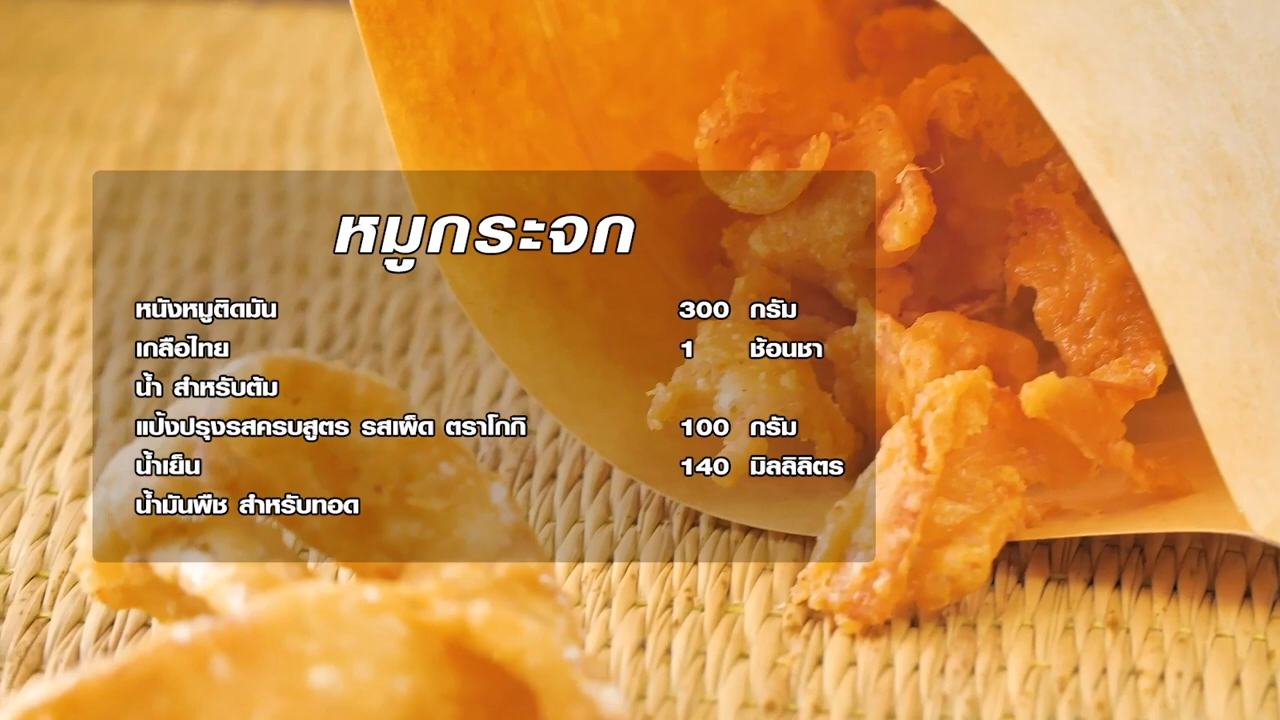 หมูกระจก
หนังหมูติดมัน 300 กรัม
เกลือไทย 1 ช้อนชา
น้ำ สำหรับต้ม
แป้งปรุงรสครบสูตร รสเผ็ด ตราโกกิ 100 กรัม
น้ำเย็น 140 มิลลิลิตร
น้ำมันพืช สำหรับทอด